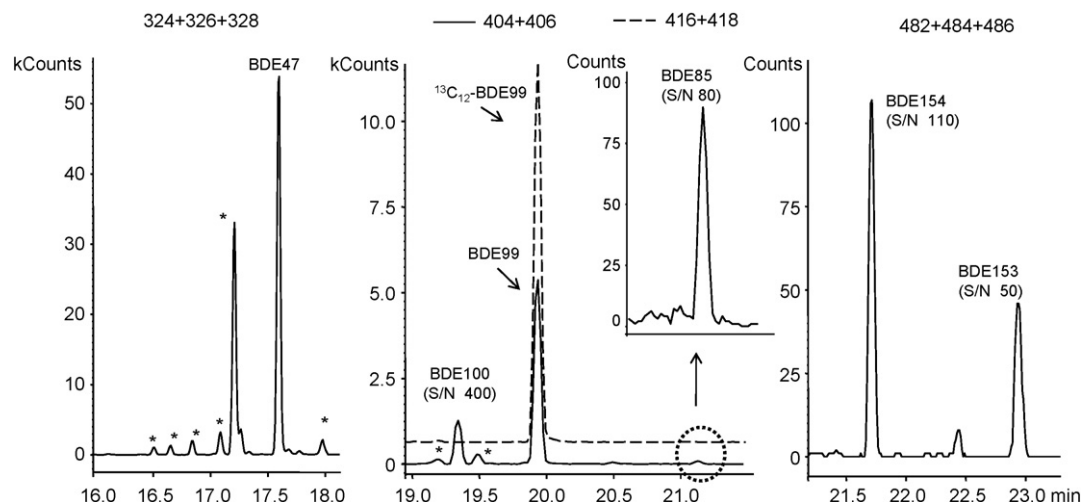 324+326+328
404+406
416+418
482+484+486
kCounts
BDE47
50
40
30
20
10
0
*
*
*
*
*
*
16.0 16.5 17.0 17.5 18.0
kCounts
10.0
7.5
5.0
2.5
0
¹³C₁₂-BDE99
BDE99
BDE100
(S/N 400)
*
*
19.0 19.5 20.0 20.5 21.0
Counts
100
75
50
25
0
BDE85
(S/N 80)
Counts
100
75
50
25
0
BDE154
(S/N 110)
BDE153
(S/N 50)
21.5 22.0 22.5 23.0 min